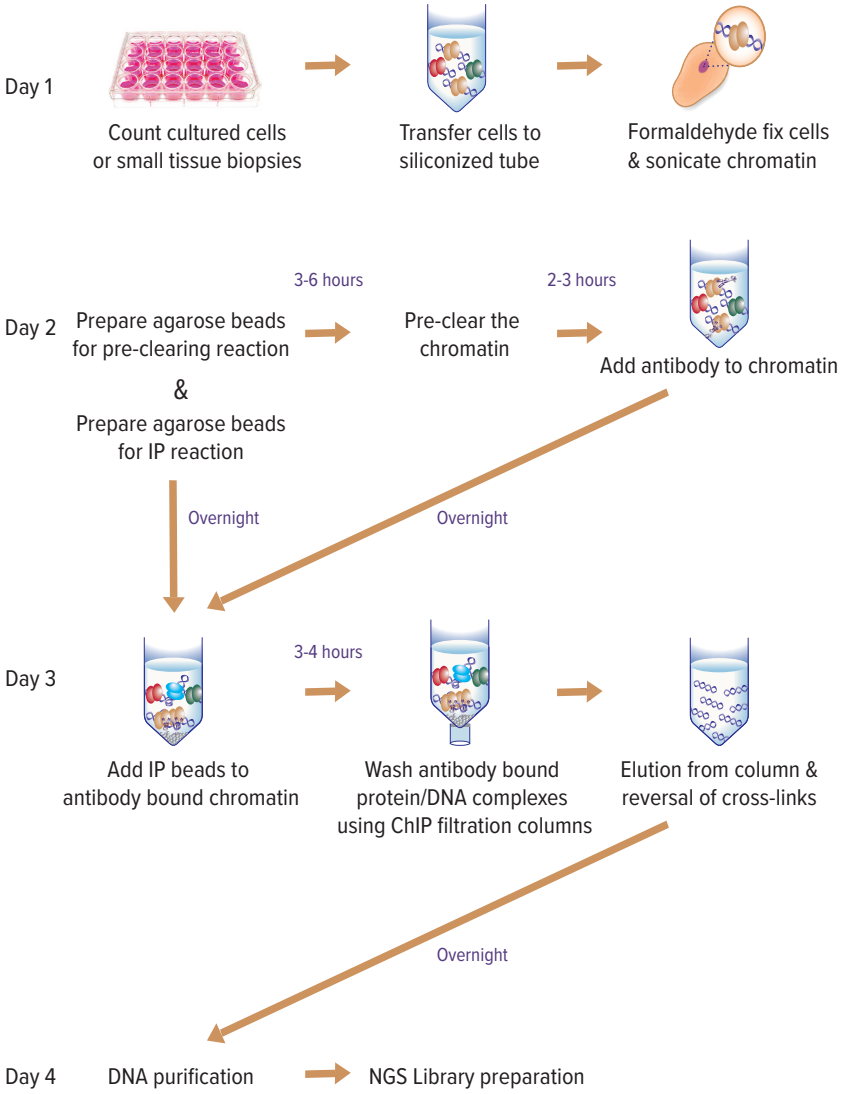 Day 1
Count cultured cells
or small tissue biopsies
Transfer cells to
siliconized tube
Formaldehyde fix cells
& sonicate chromatin
Day 2
Prepare agarose beads
for pre-clearing reaction
&
Prepare agarose beads
for IP reaction
3-6 hours
Pre-clear the
chromatin
2-3 hours
Add antibody to chromatin
Overnight
Overnight
Day 3
Add IP beads to
antibody bound chromatin
3-4 hours
Wash antibody bound
protein/DNA complexes
using ChIP filtration columns
Elution from column &
reversal of cross-links
Overnight
Day 4
DNA purification
NGS Library preparation